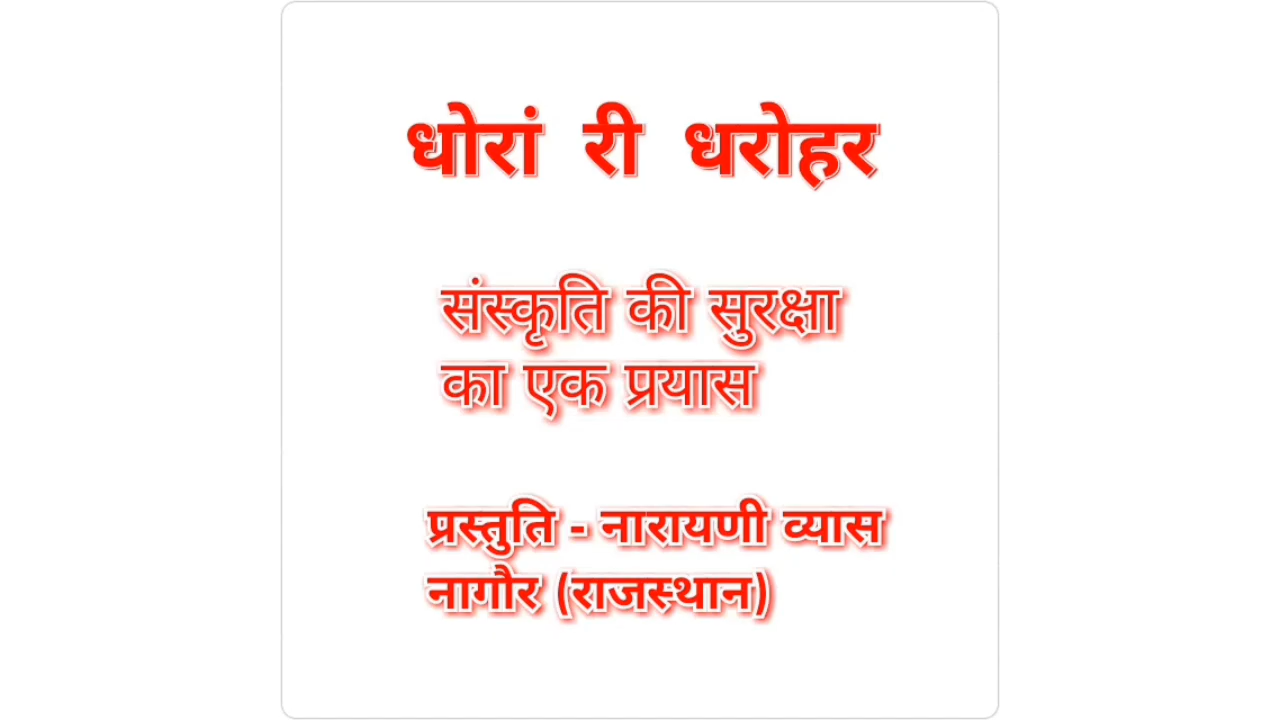 धोरां री धरोहर
संस्कृति की सुरक्षा
का एक प्रयास
प्रस्तुति - नारायणी व्यास
नागौर (राजस्थान)